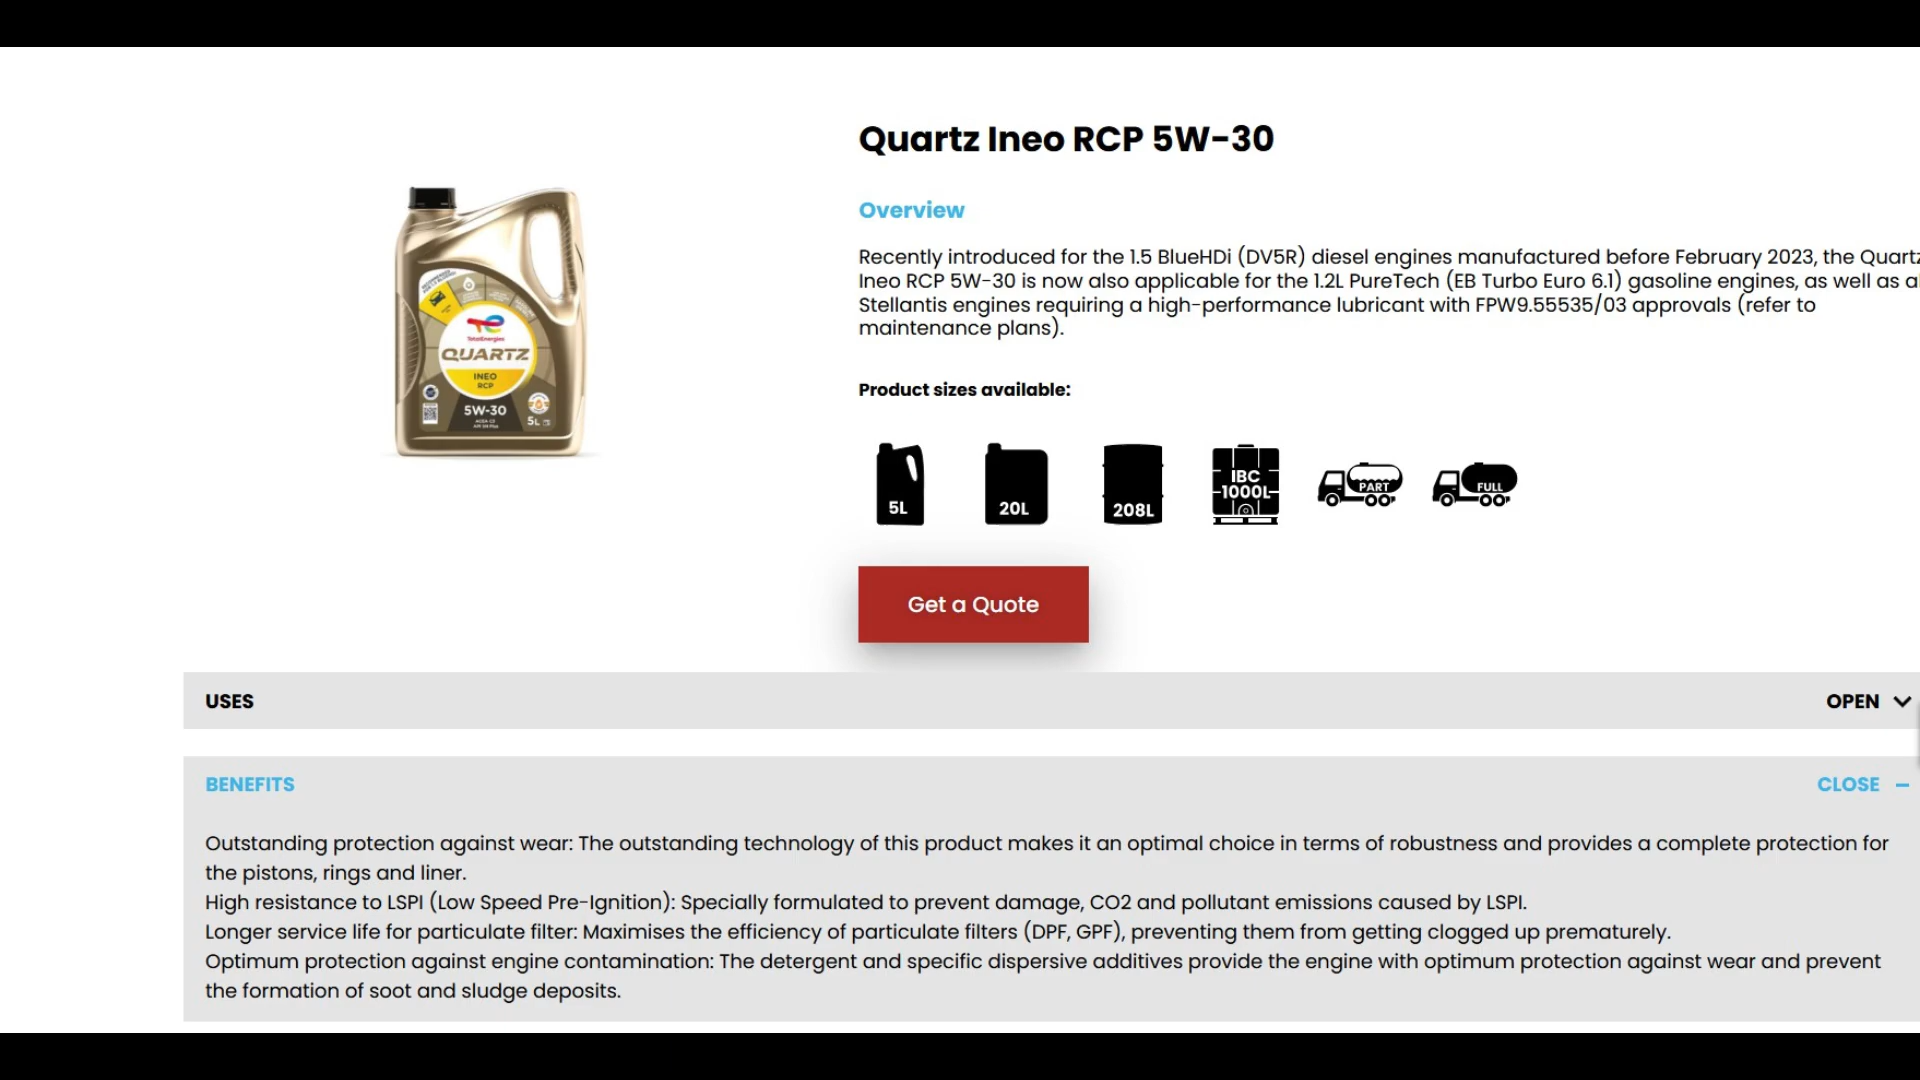 Quartz Ineo RCP 5W-30
Overview
Recently introduced for the 1.5 BlueHDi (DV5R) diesel engines manufactured before February 2023, the Quartz
Ineo RCP 5W-30 is now also applicable for the 1.2L PureTech (EB Turbo Euro 6.1) gasoline engines, as well as
Stellantis engines requiring a high-performance lubricant with FPW9.55535/03 approvals (refer to
maintenance plans).
TotalEnergies
QUARTZ
INEO
RCP
5W-30
ACEA C3
5L
Product sizes available:
5L
20L
208L
IBC
1000L
PART
FULL
Get a Quote
USES
OPEN
BENEFITS
CLOSE
Outstanding protection against wear: The outstanding technology of this product makes it an optimal choice in terms of robustness and provides a complete protection for
the pistons, rings and liner.
High resistance to LSPI (Low Speed Pre-Ignition): Specially formulated to prevent damage, CO2 and pollutant emissions caused by LSPI.
Longer service life for particulate filter: Maximises the efficiency of particulate filters (DPF, GPF), preventing them from getting clogged up prematurely.
Optimum protection against engine contamination: The detergent and specific dispersive additives provide the engine with optimum protection against wear and prevent
the formation of soot and sludge deposits.